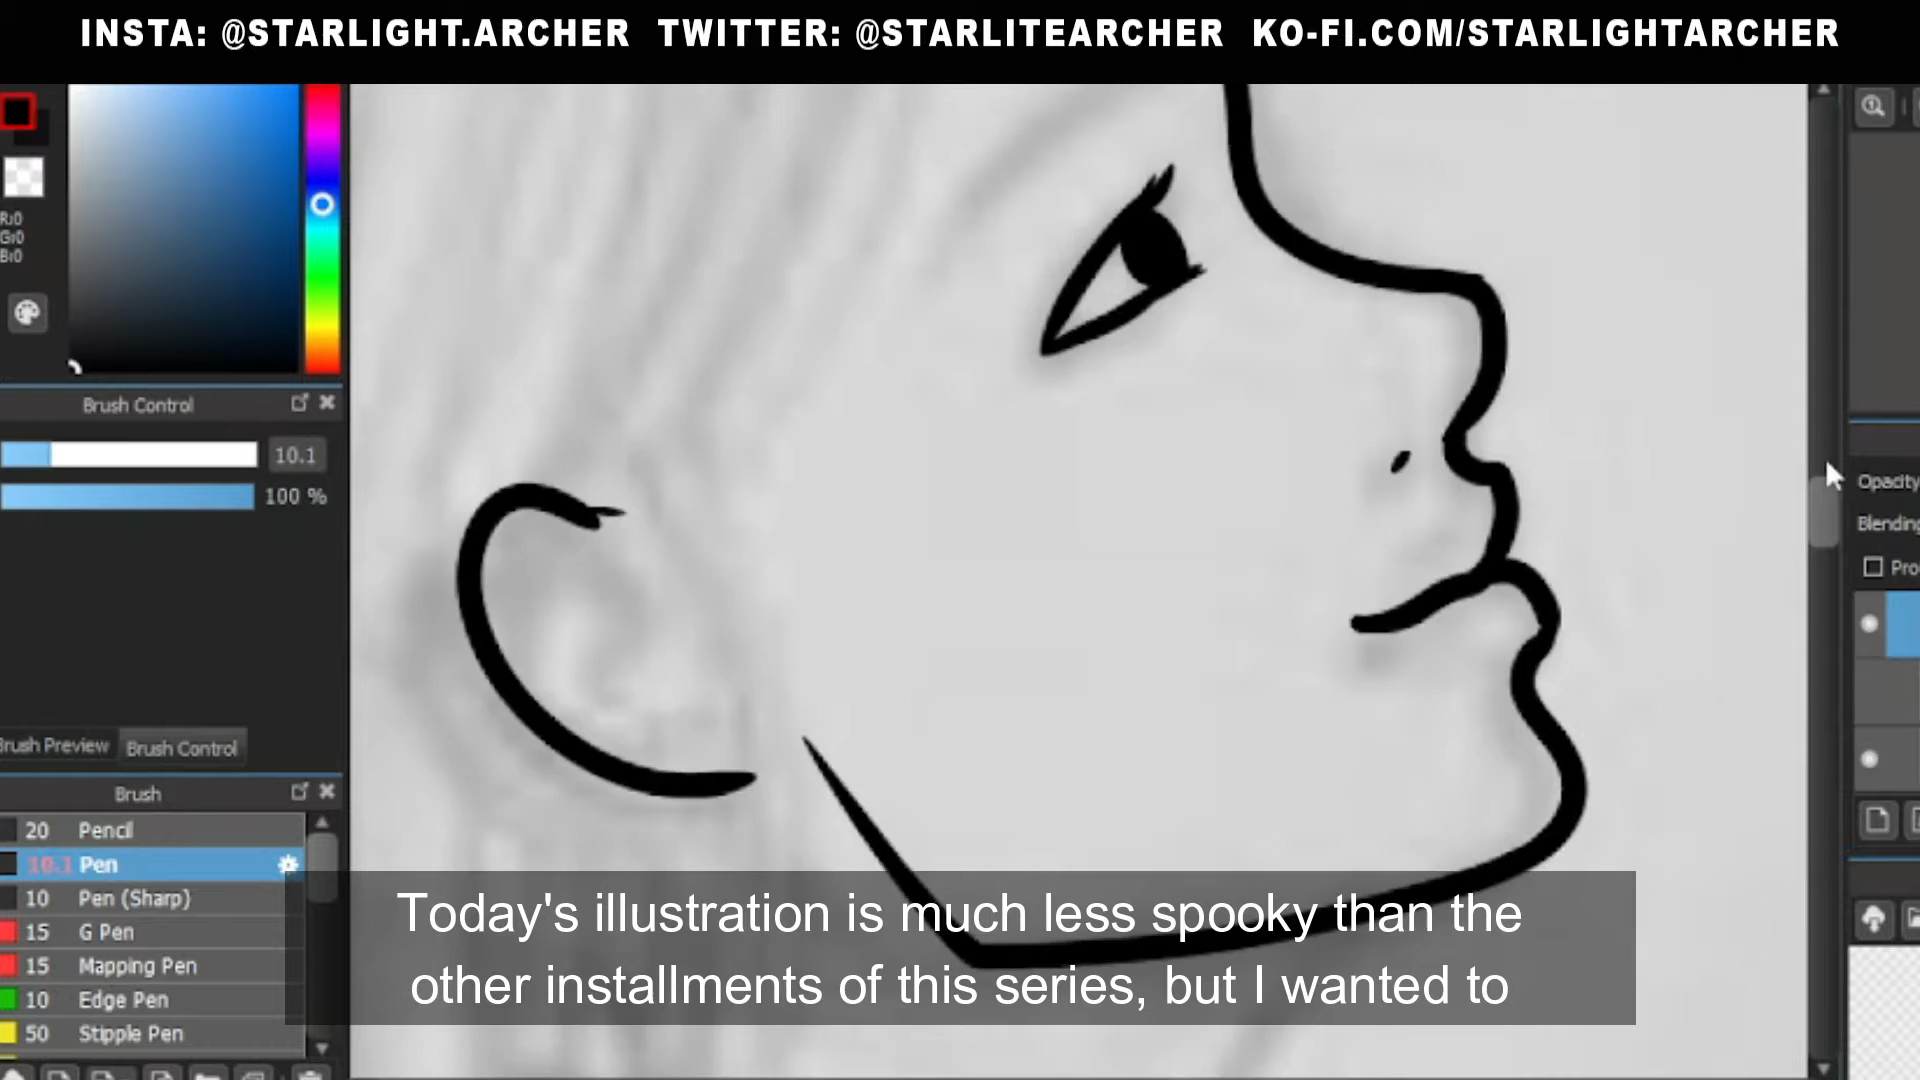 INSTA: @STARLIGHT.ARCHER TWITTER: @STARLITEARCHER KO-FI.COM/STARLIGHTARCHER
R:0
G:0
B:0
Brush Control
10.1
100 %
Opacity
Blending
Pro
Brush Preview Brush Control
Brush
20 Pencil
10.1 Pen
10 Pen (Sharp)
15 G Pen
15 Mapping Pen
10 Edge Pen
50 Stipple Pen
Today's illustration is much less spooky than the
other installments of this series, but I wanted to